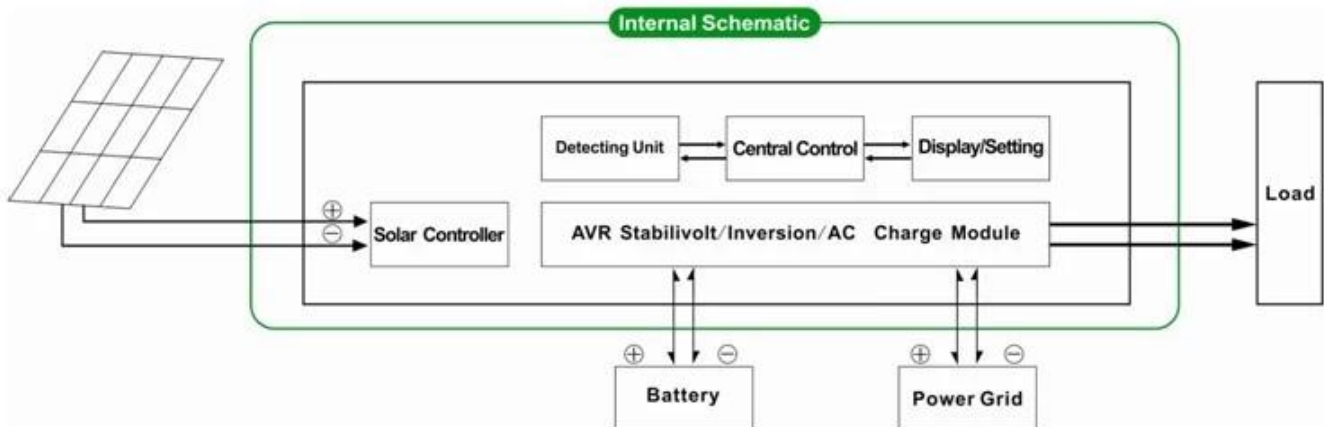 Internal Schematic
Detecting Unit
Central Control
Display/Setting
Load
⊕
⊖
Solar Controller
AVR Stabilivolt/Inversion/AC Charge Module
⊕ ⊖
⊕ ⊖
Battery
Power Grid